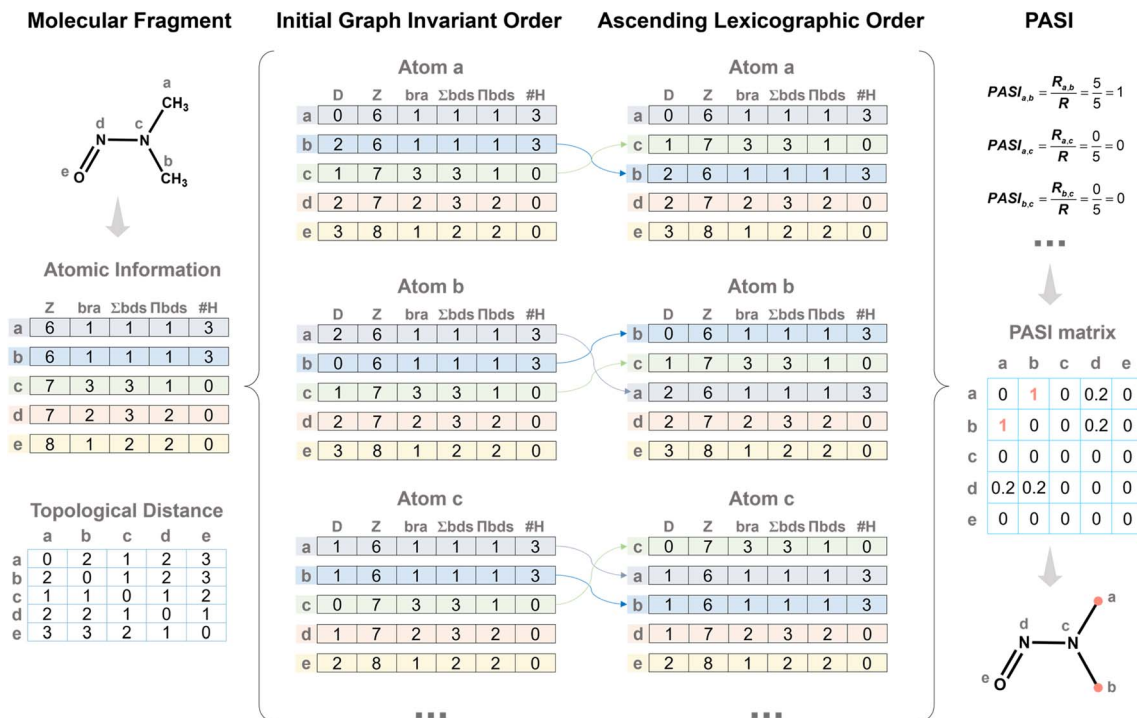 Molecular Fragment
Initial Graph Invariant Order
Ascending Lexicographic Order
PASI
a
CH3
d
c
N
N
b
e
O
CH3
Atomic Information
Z bra Σbds Πbds #H
a 6 1 1 1 3
b 6 1 1 1 3
c 7 3 3 1 0
d 7 2 3 2 0
e 8 1 2 2 0
Topological Distance
a b c d e
a 0 2 1 2 3
b 2 0 1 2 3
c 1 1 0 1 2
d 2 2 1 0 1
e 3 3 2 1 0
Atom a
D Z bra Σbds Πbds #H
a 0 6 1 1 1 3
b 2 6 1 1 1 3
c 1 7 3 3 1 0
d 2 7 2 3 2 0
e 3 8 1 2 2 0
Atom b
D Z bra Σbds Πbds #H
a 2 6 1 1 1 3
b 0 6 1 1 1 3
c 1 7 3 3 1 0
d 2 7 2 3 2 0
e 3 8 1 2 2 0
Atom c
D Z bra Σbds Πbds #H
a 1 6 1 1 1 3
b 1 6 1 1 1 3
c 0 7 3 3 1 0
d 1 7 2 3 2 0
e 2 8 1 2 2 0
...
Atom a
D Z bra Σbds Πbds #H
a 0 6 1 1 1 3
c 1 7 3 3 1 0
b 2 6 1 1 1 3
d 2 7 2 3 2 0
e 3 8 1 2 2 0
Atom b
D Z bra Σbds Πbds #H
b 0 6 1 1 1 3
c 1 7 3 3 1 0
a 2 6 1 1 1 3
d 2 7 2 3 2 0
e 3 8 1 2 2 0
Atom c
D Z bra Σbds Πbds #H
c 0 7 3 3 1 0
a 1 6 1 1 1 3
b 1 6 1 1 1 3
d 1 7 2 3 2 0
e 2 8 1 2 2 0
...
PASIa,b = Ra,b/R = 5/5 = 1
PASIa,c = Ra,c/R = 0/5 = 0
PASIb,c = Rb,c/R = 0/5 = 0
...
PASI matrix
a b c d e
a 0 1 0 0.2 0
b 1 0 0 0.2 0
c 0 0 0 0 0
d 0.2 0.2 0 0 0
e 0 0 0 0 0
a
d
c
N
N
e
O
b